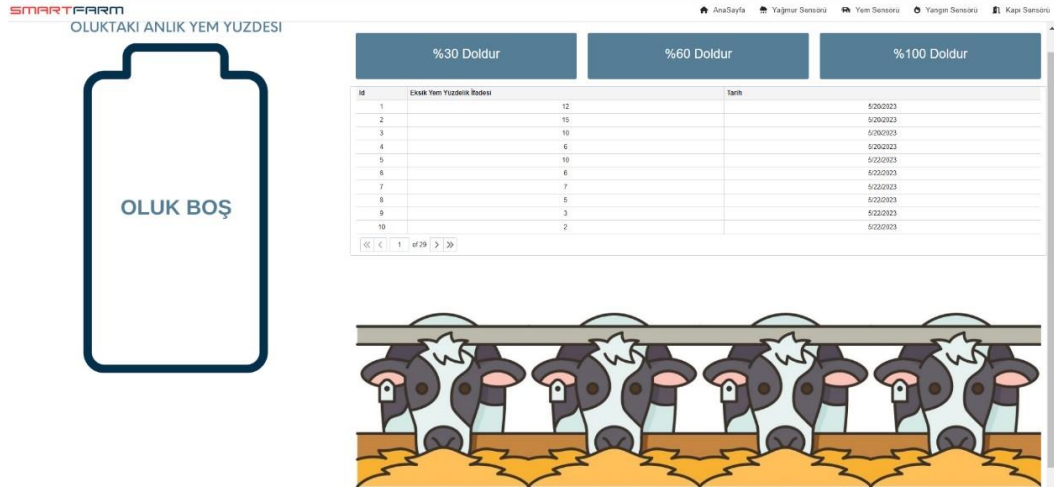 SMARTFARM
AnaSayfa Yağmur Sensörü Yem Sensörü Yangın Sensörü Kapı Sensörü
OLUKTAKİ ANLIK YEM YÜZDESİ
OLUK BOŞ
%30 Doldur %60 Doldur %100 Doldur
Id Eksik Yem Yüzdelik İfadesi Tarih
1 12 5/20/2023
2 15 5/20/2023
3 10 5/20/2023
4 6 5/20/2023
5 10 5/22/2023
6 6 5/22/2023
7 7 5/22/2023
8 5 5/22/2023
9 3 5/22/2023
10 2 5/22/2023
1 of 29